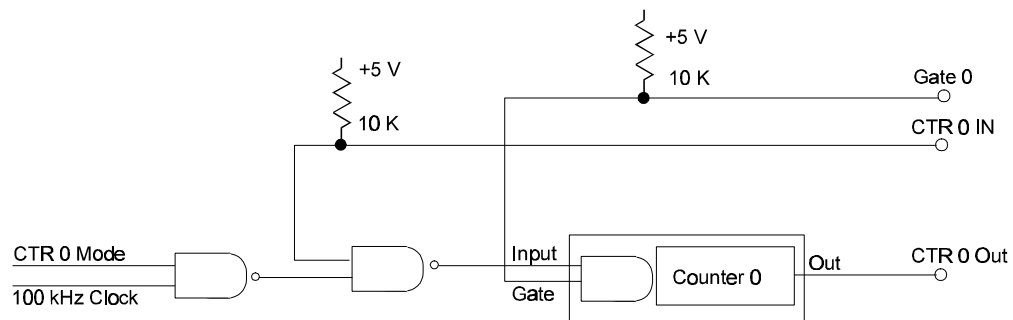 +5 V
10 K
+5 V
10 K
Gate 0
CTR 0 IN
CTR 0 Mode
100 kHz Clock
Input
Gate
Counter 0
Out
CTR 0 Out